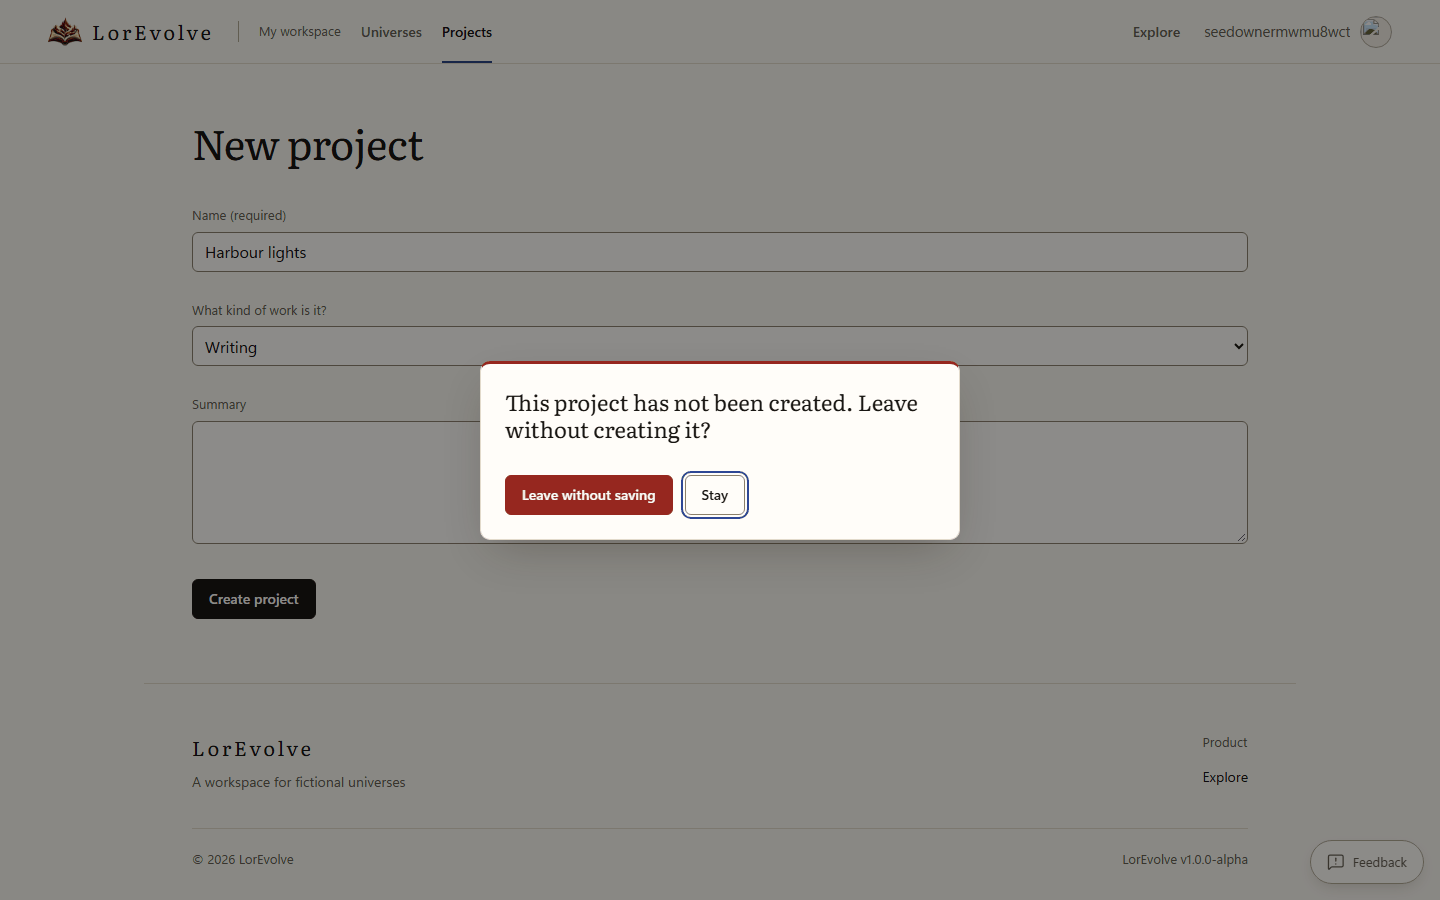 LorEvolve
My workspace
Universes
Projects
Explore
seedownermwmu8wct
New project
Name (required)
Harbour lights
What kind of work is it?
Writing
Summary
This project has not been created. Leave
without creating it?
Leave without saving
Stay
Create project
LorEvolve
A workspace for fictional universes
Product
Explore
© 2026 LorEvolve
LorEvolve v1.0.0-alpha
Feedback